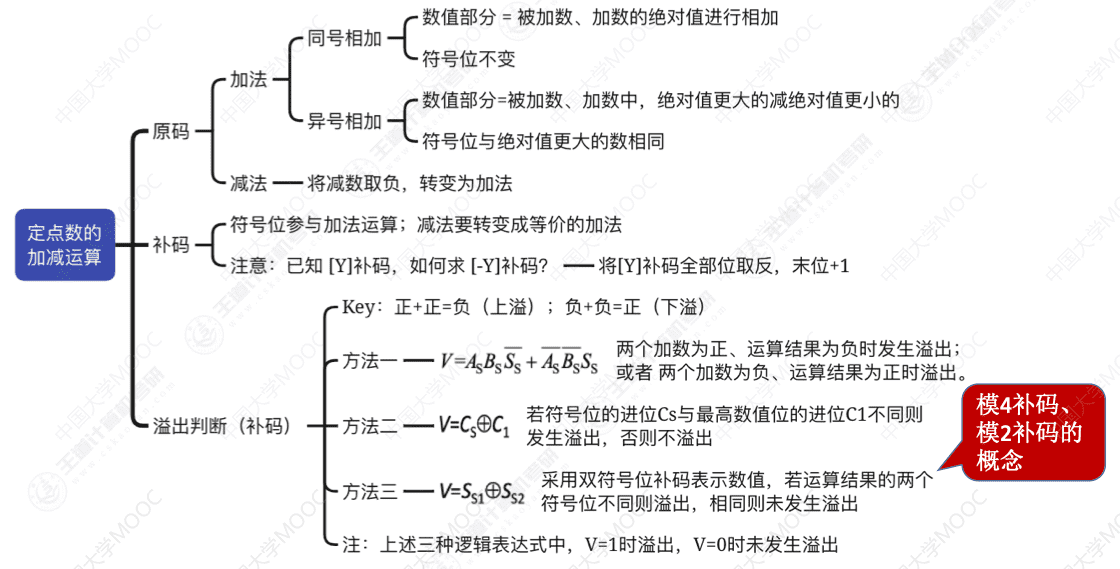 数值部分 = 被加数、加数的绝对值进行相加
同号相加
符号位不变
加法
数值部分=被加数、加数中，绝对值更大的减绝对值更小的
异号相加
符号位与绝对值更大的数相同
原码
减法
将减数取负，转变为加法
定点数的
加减运算
补码
符号位参与加法运算；减法要转变成等价的加法
注意：已知 [Y]补码，如何求 [-Y]补码？
将[Y]补码全部位取反，末位+1
溢出判断（补码）
Key：正+正=负（上溢）；负+负=正（下溢）
方法一
V=A_S B_S S̅_S + A̅_S B̅_S S_S
两个加数为正、运算结果为负时发生溢出；
或者 两个加数为负、运算结果为正时溢出。
方法二
V=C_S⊕C_1
若符号位的进位Cs与最高数值位的进位C1不同则
发生溢出，否则不溢出
方法三
V=S_S1⊕S_S2
采用双符号位补码表示数值，若运算结果的两个
符号位不同则溢出，相同则未发生溢出
模4补码、
模2补码的
概念
注：上述三种逻辑表达式中，V=1时溢出，V=0时未发生溢出
中国大学MOOC
王道计算机考研